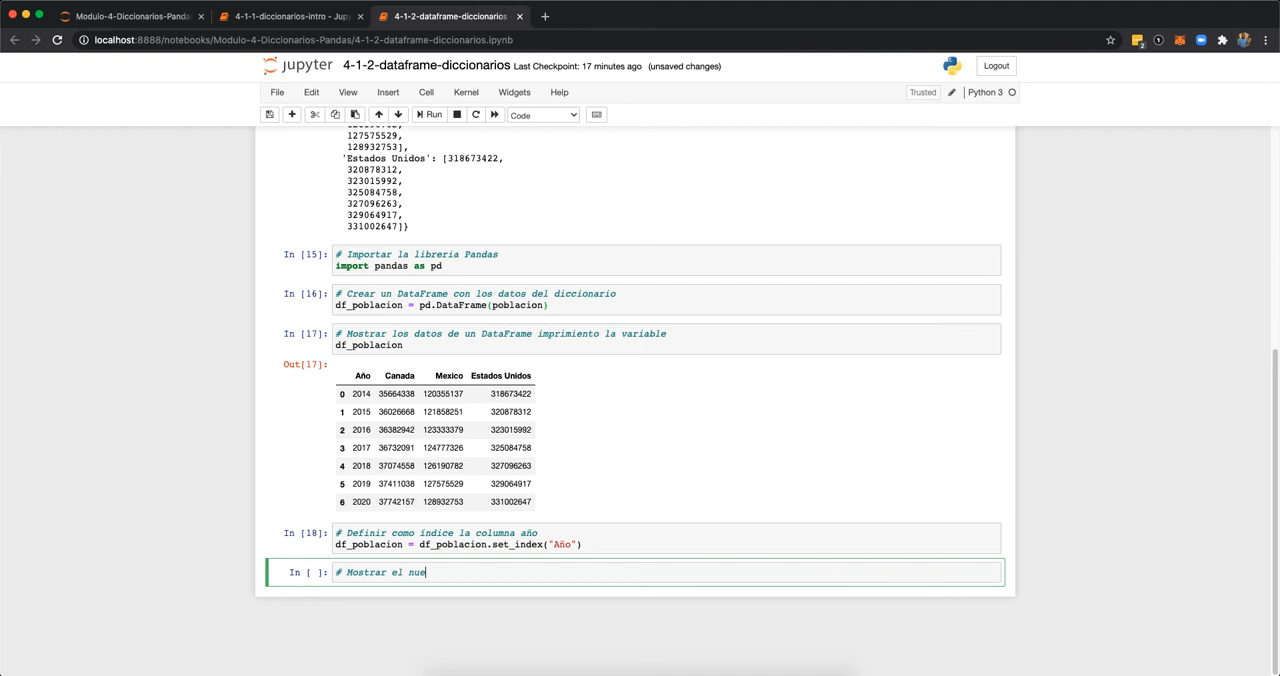 Modulo-4-Diccionarios-Panda
4-1-1-diccionarios-intro - Jupy
4-1-2-dataframe-diccionarios
localhost:8888/notebooks/Modulo-4-Diccionarios-Pandas/4-1-2-dataframe-diccionarios.ipynb
jupyter 4-1-2-dataframe-diccionarios Last Checkpoint: 17 minutes ago (unsaved changes)
Logout
File Edit View Insert Cell Kernel Widgets Help
Trusted Python 3
Run Code
127575529,
128932753],
'Estados Unidos': [318673422,
320878312,
323015992,
325084758,
327096263,
329064917,
331002647]}
In [15]: # Importar la libreria Pandas
import pandas as pd
In [16]: # Crear un DataFrame con los datos del diccionario
df_poblacion = pd.DataFrame(poblacion)
In [17]: # Mostrar los datos de un DataFrame imprimiento la variable
df_poblacion
Out[17]:
Año Canada Mexico Estados Unidos
0 2014 35664338 120355137 318673422
1 2015 36026668 121858251 320878312
2 2016 36382942 123333379 323015992
3 2017 36732091 124777326 325084758
4 2018 37074558 126190782 327096263
5 2019 37411038 127575529 329064917
6 2020 37742157 128932753 331002647
In [18]: # Definir como índice la columna año
df_poblacion = df_poblacion.set_index("Año")
In [ ]: # Mostrar el nue